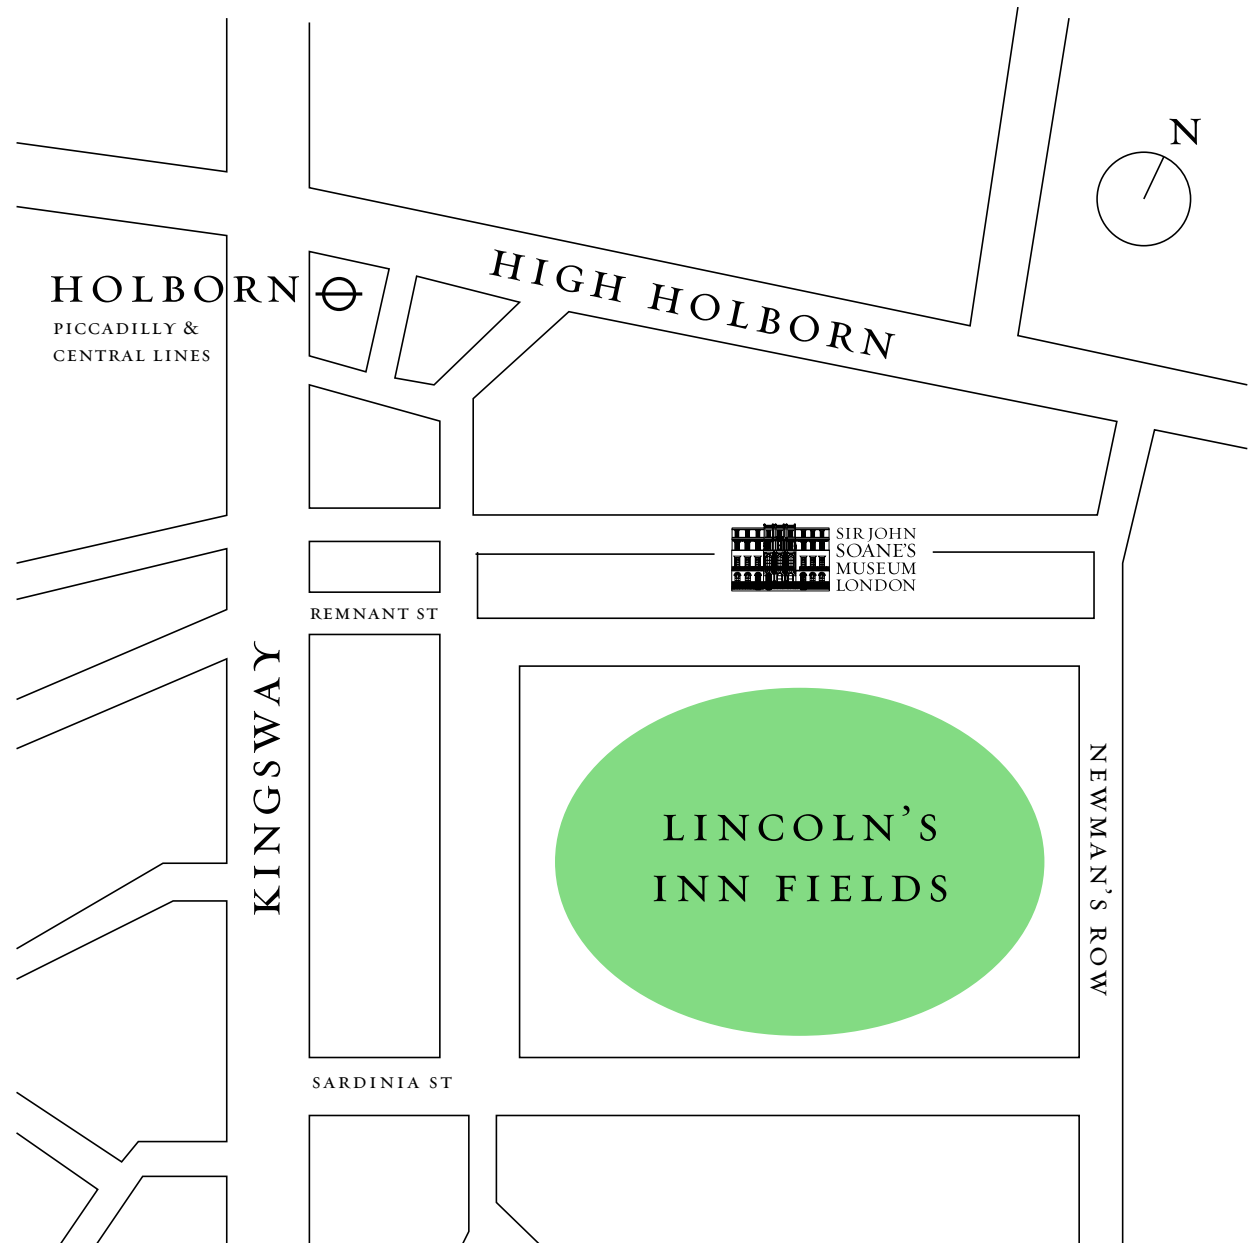 N
HIGH HOLBORN
HOLBORN
PICCADILLY &
CENTRAL LINES
SIR JOHN
SOANE'S
MUSEUM
LONDON
REMNANT ST
KINGSWAY
LINCOLN'S
INN FIELDS
NEWMAN'S ROW
SARDINIA ST